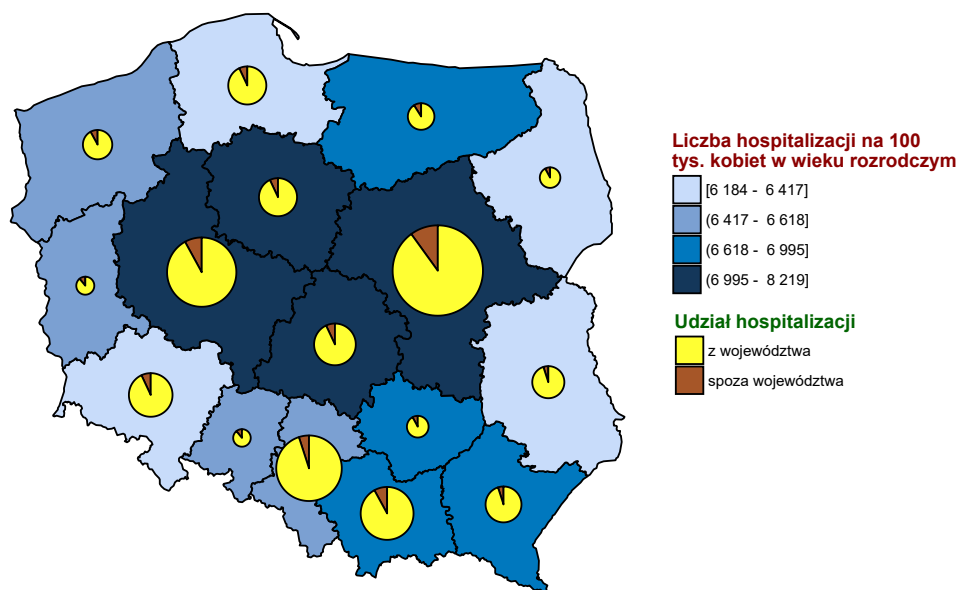 Liczba hospitalizacji na 100
tys. kobiet w wieku rozrodczym
[6 184 - 6 417]
(6 417 - 6 618]
(6 618 - 6 995]
(6 995 - 8 219]
Udział hospitalizacji
z województwa
spoza województwa